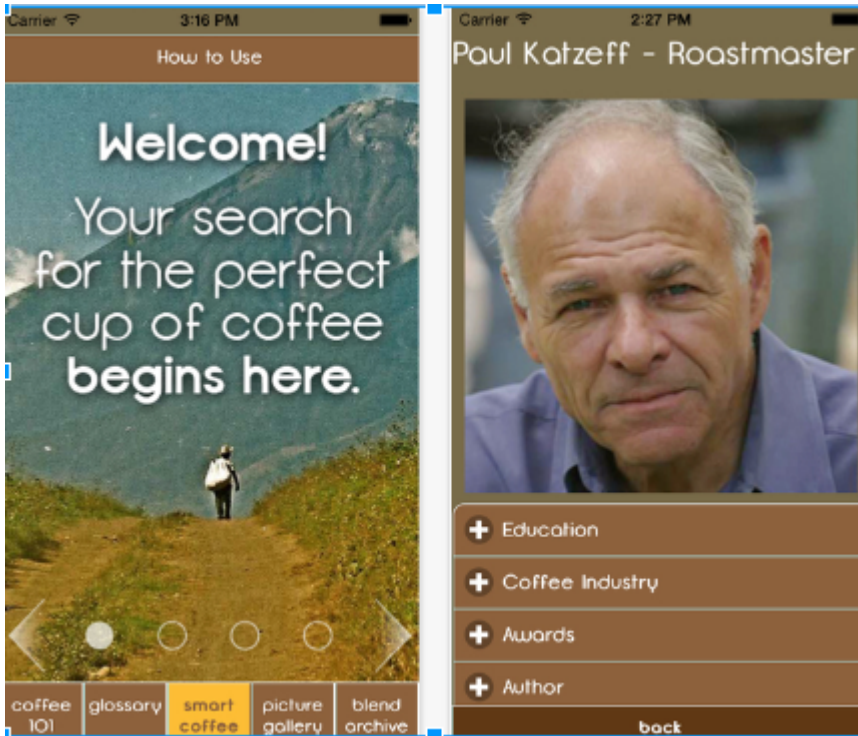 Carrier 3:16 PM
How to Use
Welcome!
Your search
for the perfect
cup of coffee
begins here.
coffee
101
glossary
smart
coffee
picture
gallery
blend
archive
Carrier 2:27 PM
Paul Katzeff - Roastmaster
Education
Coffee Industry
Awards
Author
back